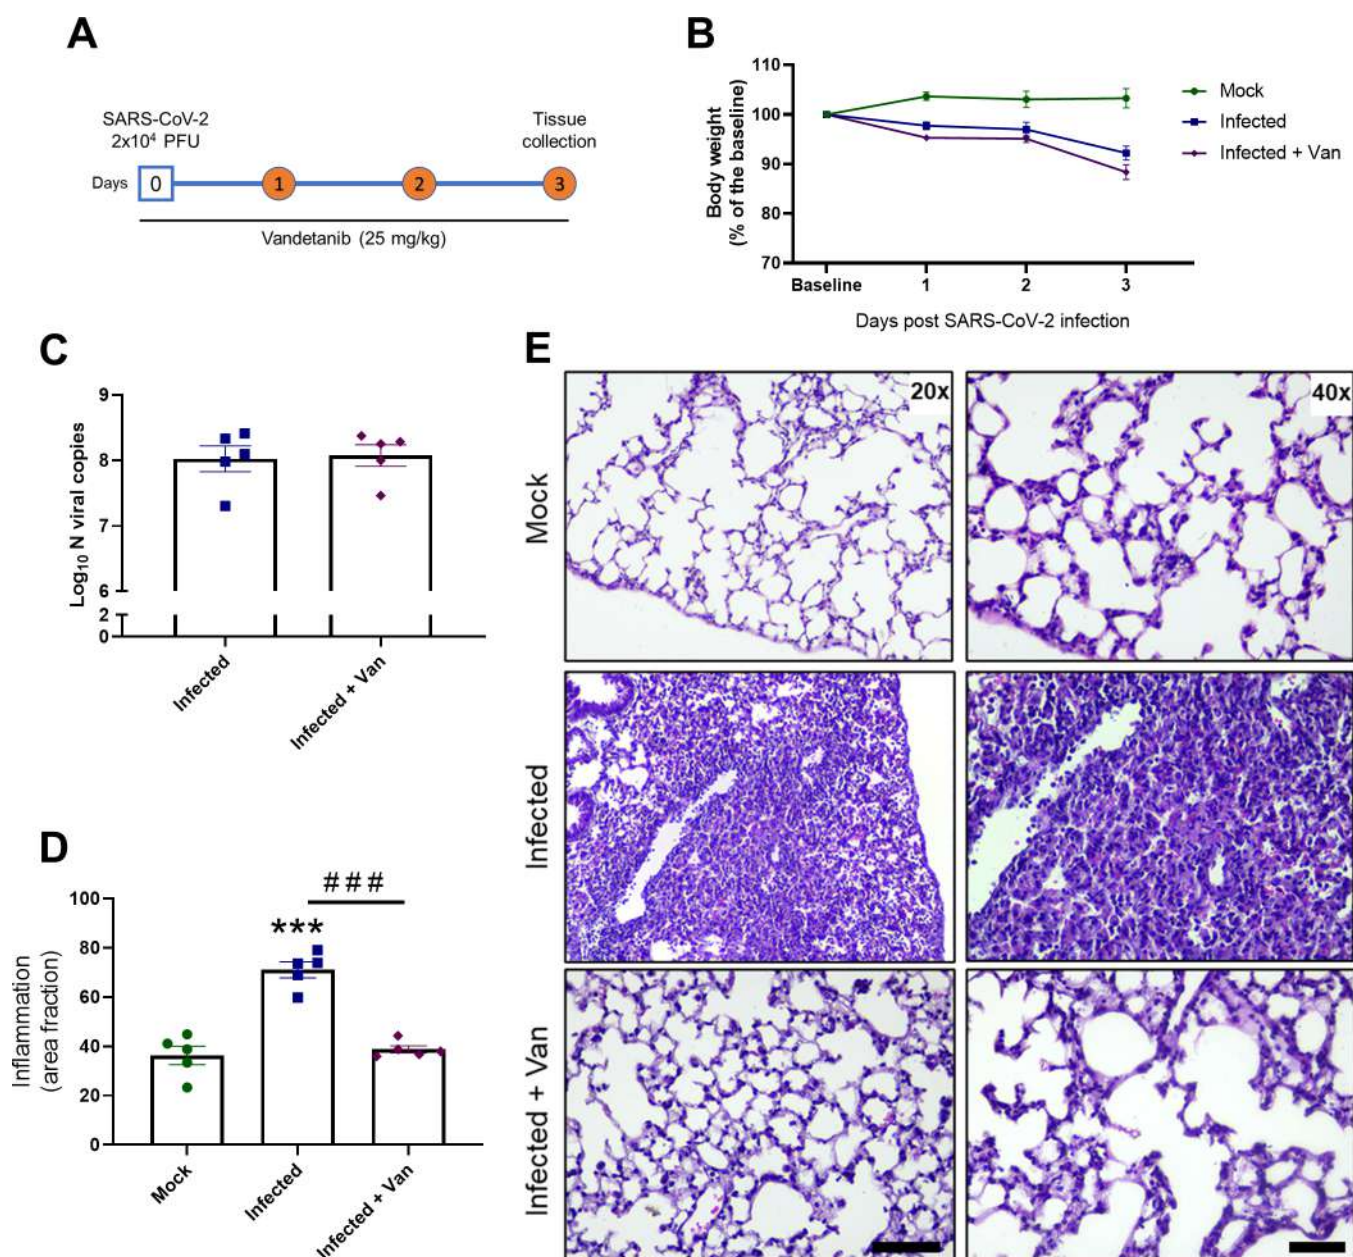 A
SARS-CoV-2
2x10⁴ PFU
Tissue
collection
Days
0
1
2
3
Vandetanib (25 mg/kg)
B
110
100
90
80
70
Body weight
(% of the baseline)
Baseline
1
2
3
Days post SARS-CoV-2 infection
Mock
Infected
Infected + Van
C
9
8
7
6
2
0
Log₁₀ N viral copies
Infected
Infected + Van
D
100
80
60
40
20
0
Inflammation
(area fraction)
***
###
Mock
Infected
Infected + Van
E
20x
40x
Mock
Infected
Infected + Van